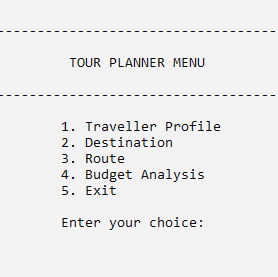 -----------------------------------
TOUR PLANNER MENU
-----------------------------------
1. Traveller Profile
2. Destination
3. Route
4. Budget Analysis
5. Exit
Enter your choice: